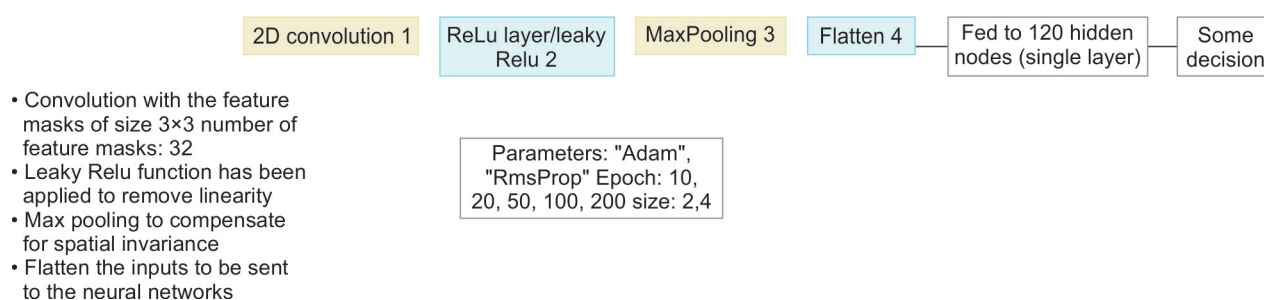 2D convolution 1
ReLu layer/leaky
Relu 2
MaxPooling 3
Flatten 4
Fed to 120 hidden
nodes (single layer)
Some
decision
• Convolution with the feature
masks of size 3×3 number of
feature masks: 32
• Leaky Relu function has been
applied to remove linearity
• Max pooling to compensate
for spatial invariance
• Flatten the inputs to be sent
to the neural networks
Parameters: "Adam",
"RmsProp" Epoch: 10,
20, 50, 100, 200 size: 2,4